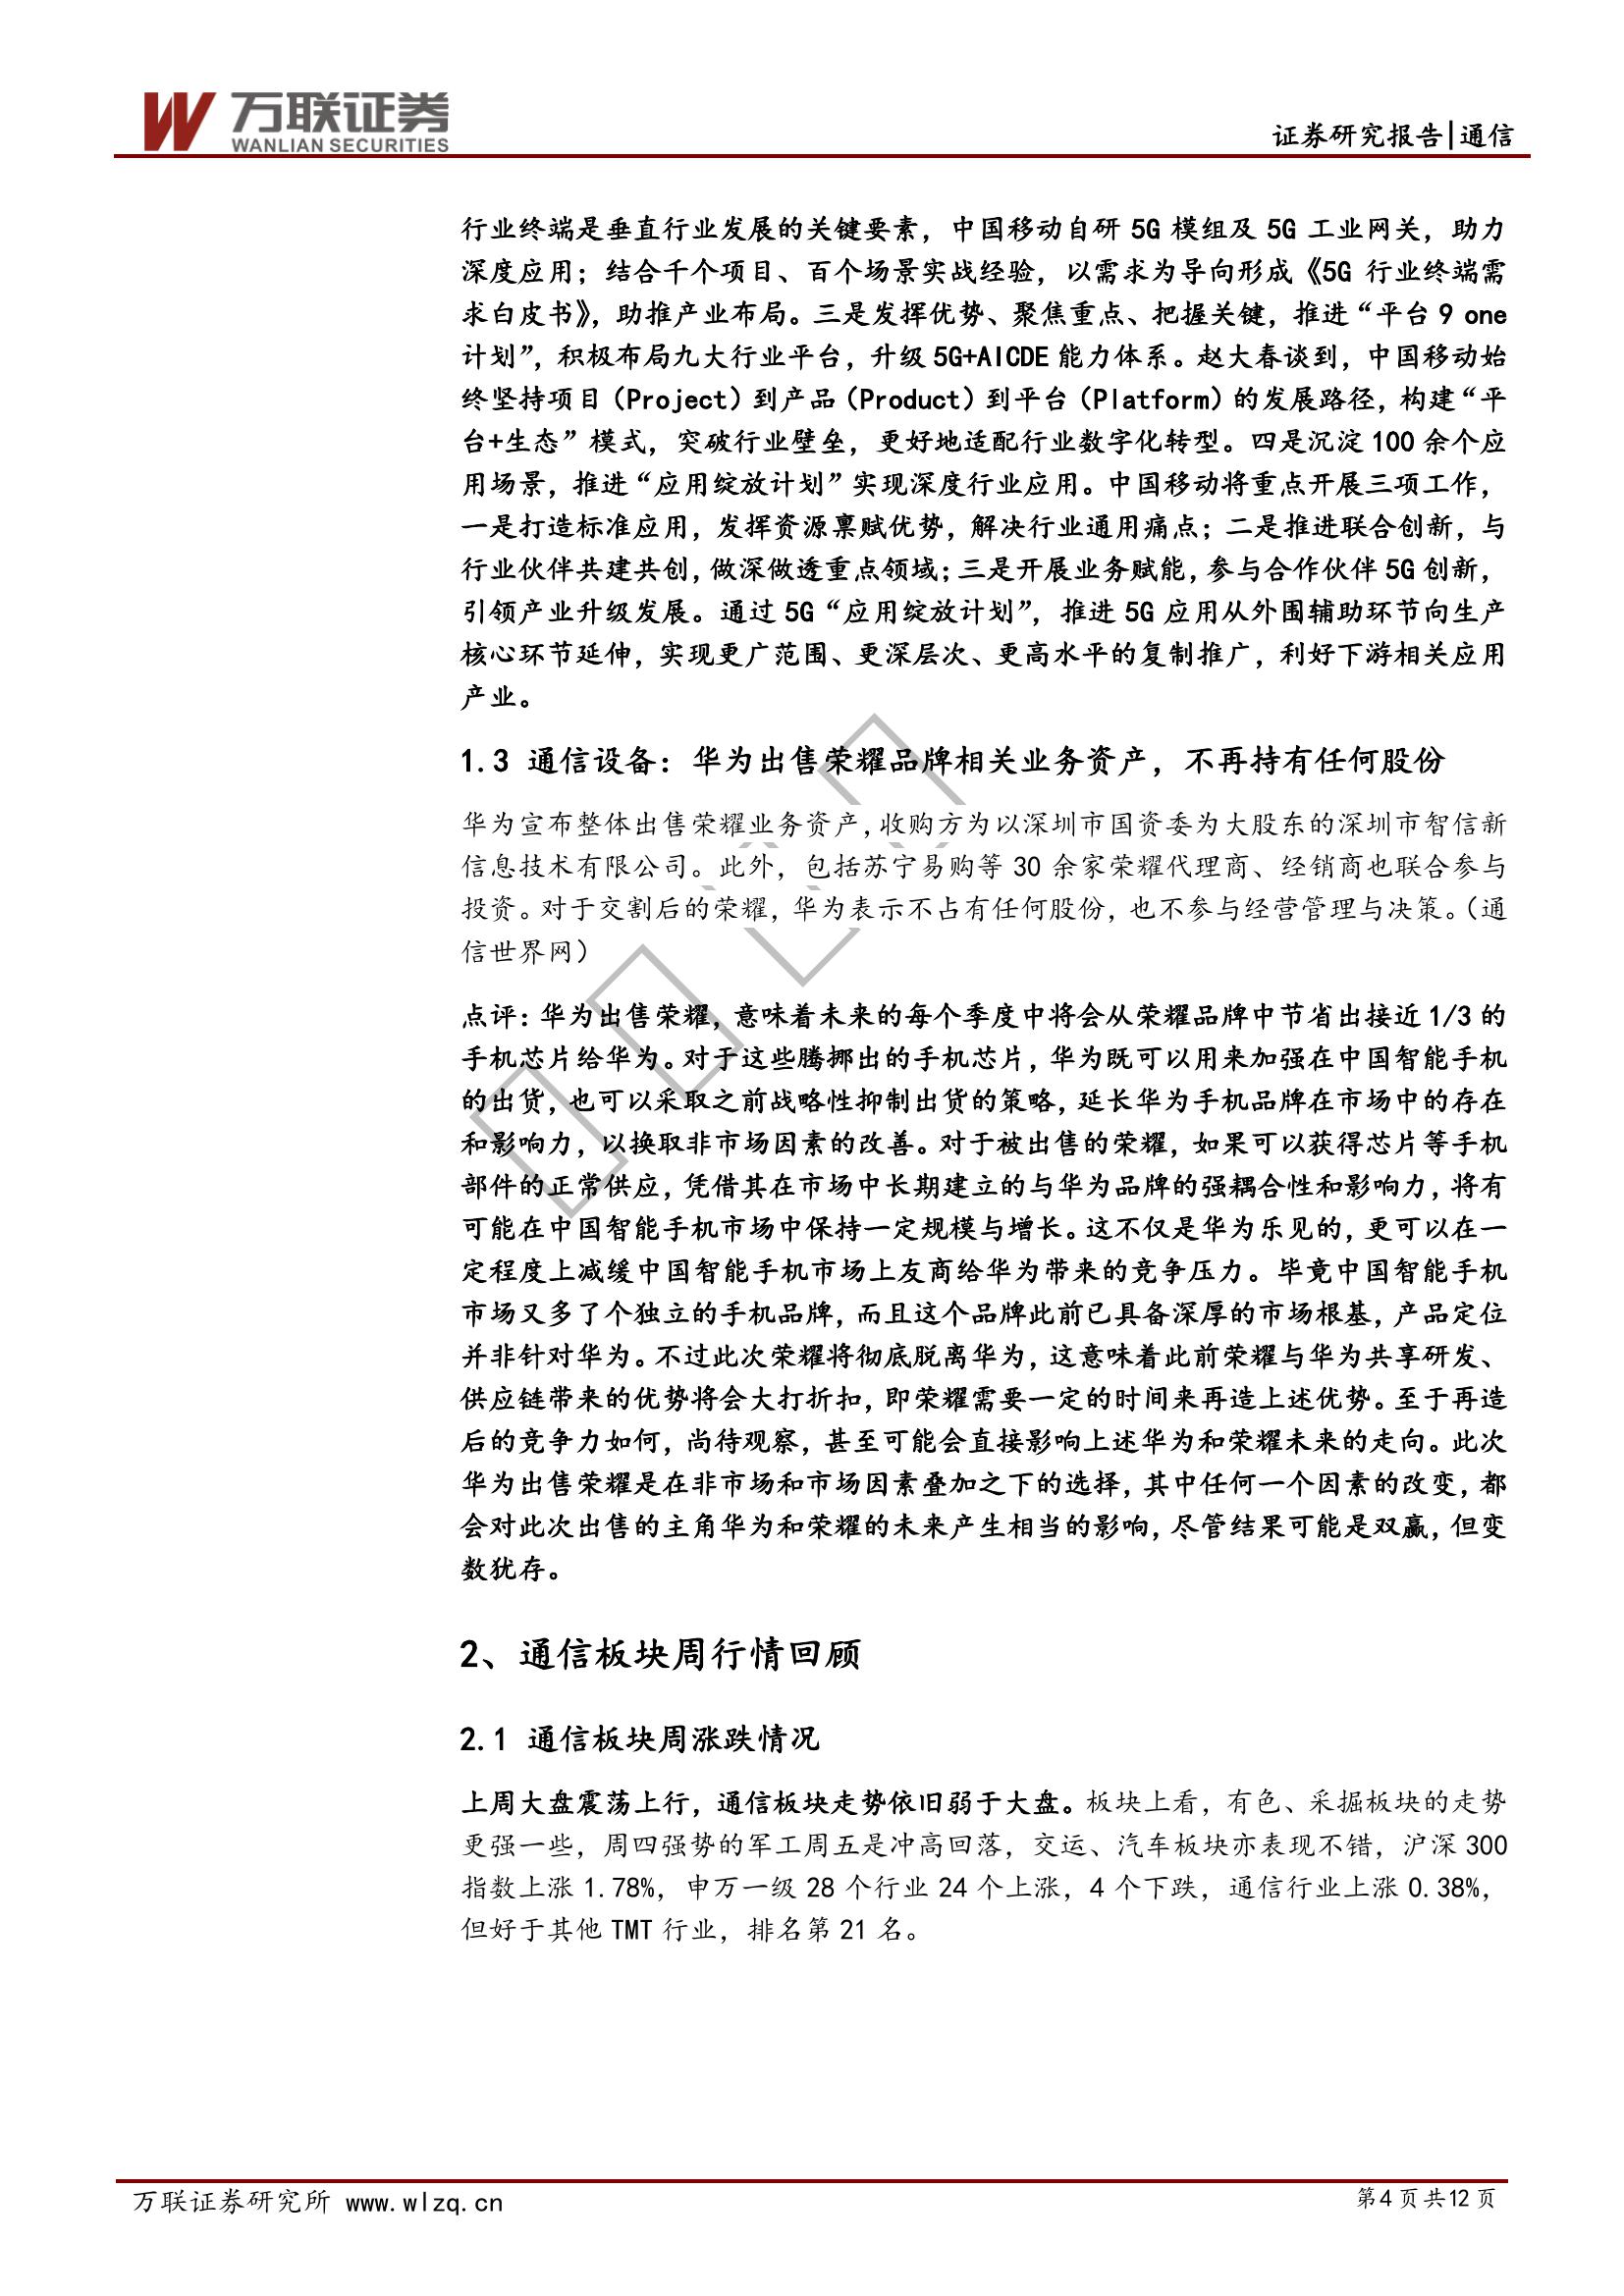 万联证券
WANLIAN SECURITIES
证券研究报告|通信
行业终端是垂直行业发展的关键要素，中国移动自研 5G 模组及 5G 工业网关，助力
深度应用；结合千个项目、百个场景实战经验，以需求为导向形成《5G 行业终端需
求白皮书》，助推产业布局。三是发挥优势、聚焦重点、把握关键，推进“平台 9 one
计划”，积极布局九大行业平台，升级 5G+AICDE 能力体系。赵大春谈到，中国移动始
终坚持项目（Project）到产品（Product）到平台（Platform）的发展路径，构建“平
台+生态”模式，突破行业壁垒，更好地适配行业数字化转型。四是沉淀 100 余个应
用场景，推进“应用绽放计划”实现深度行业应用。中国移动将重点开展三项工作，
一是打造标准应用，发挥资源禀赋优势，解决行业通用痛点；二是推进联合创新，与
行业伙伴共建共创，做深做透重点领域；三是开展业务赋能，参与合作伙伴 5G 创新，
引领产业升级发展。通过 5G“应用绽放计划”，推进 5G 应用从外围辅助环节向生产
核心环节延伸，实现更广范围、更深层次、更高水平的复制推广，利好下游相关应用
产业。
1.3 通信设备：华为出售荣耀品牌相关业务资产，不再持有任何股份
华为宣布整体出售荣耀业务资产，收购方为以深圳市国资委为大股东的深圳市智信新
信息技术有限公司。此外，包括苏宁易购等 30 余家荣耀代理商、经销商也联合参与
投资。对于交割后的荣耀，华为表示不占有任何股份，也不参与经营管理与决策。（通
信世界网）
点评：华为出售荣耀，意味着未来的每个季度中将会从荣耀品牌中节省出接近 1/3 的
手机芯片给华为。对于这些腾挪出的手机芯片，华为既可以用来加强在中国智能手机
的出货，也可以采取之前战略性抑制出货的策略，延长华为手机品牌在市场中的存在
和影响力，以换取非市场因素的改善。对于被出售的荣耀，如果可以获得芯片等手机
部件的正常供应，凭借其在市场中长期建立的与华为品牌的强耦合性和影响力，将有
可能在中国智能手机市场中保持一定规模与增长。这不仅是华为乐见的，更可以在一
定程度上减缓中国智能手机市场上友商给华为带来的竞争压力。毕竟中国智能手机
市场又多了个独立的手机品牌，而且这个品牌此前已具备深厚的市场根基，产品定位
并非针对华为。不过此次荣耀将彻底脱离华为，这意味着此前荣耀与华为共享研发、
供应链带来的优势将会大打折扣，即荣耀需要一定的时间来再造上述优势。至于再造
后的竞争力如何，尚待观察，甚至可能会直接影响上述华为和荣耀未来的走向。此次
华为出售荣耀是在非市场和市场因素叠加之下的选择，其中任何一个因素的改变，都
会对此次出售的主角华为和荣耀的未来产生相当的影响，尽管结果可能是双赢，但变
数犹存。
2、通信板块周行情回顾
2.1 通信板块周涨跌情况
上周大盘震荡上行，通信板块走势依旧弱于大盘。板块上看，有色、采掘板块的走势
更强一些，周四强势的军工周五是冲高回落，交运、汽车板块亦表现不错，沪深 300
指数上涨 1.78%，申万一级 28 个行业 24 个上涨，4 个下跌，通信行业上涨 0.38%，
但好于其他 TMT 行业，排名第 21 名。
万联证券研究所 www.wlzq.cn
第4 页 共12 页